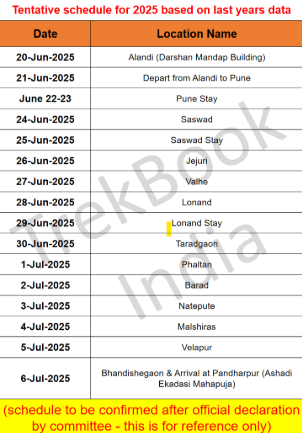 Tentative schedule for 2025 based on last years data
Date Location Name
20-Jun-2025 Alandi (Darshan Mandap Building)
21-Jun-2025 Depart from Alandi to Pune
June 22-23 Pune Stay
24-Jun-2025 Saswad
25-Jun-2025 Saswad Stay
26-Jun-2025 Jejuri
27-Jun-2025 Valhe
28-Jun-2025 Lonand
29-Jun-2025 Lonand Stay
30-Jun-2025 Taradgaon
1-Jul-2025 Phaltan
2-Jul-2025 Barad
3-Jul-2025 Natepute
4-Jul-2025 Malshiras
5-Jul-2025 Velapur
6-Jul-2025 Bhandishegaon & Arrival at Pandharpur (Ashadi
Ekadasi Mahapuja)
(schedule to be confirmed after official declaration
by committee - this is for reference only)
TrekBook
India